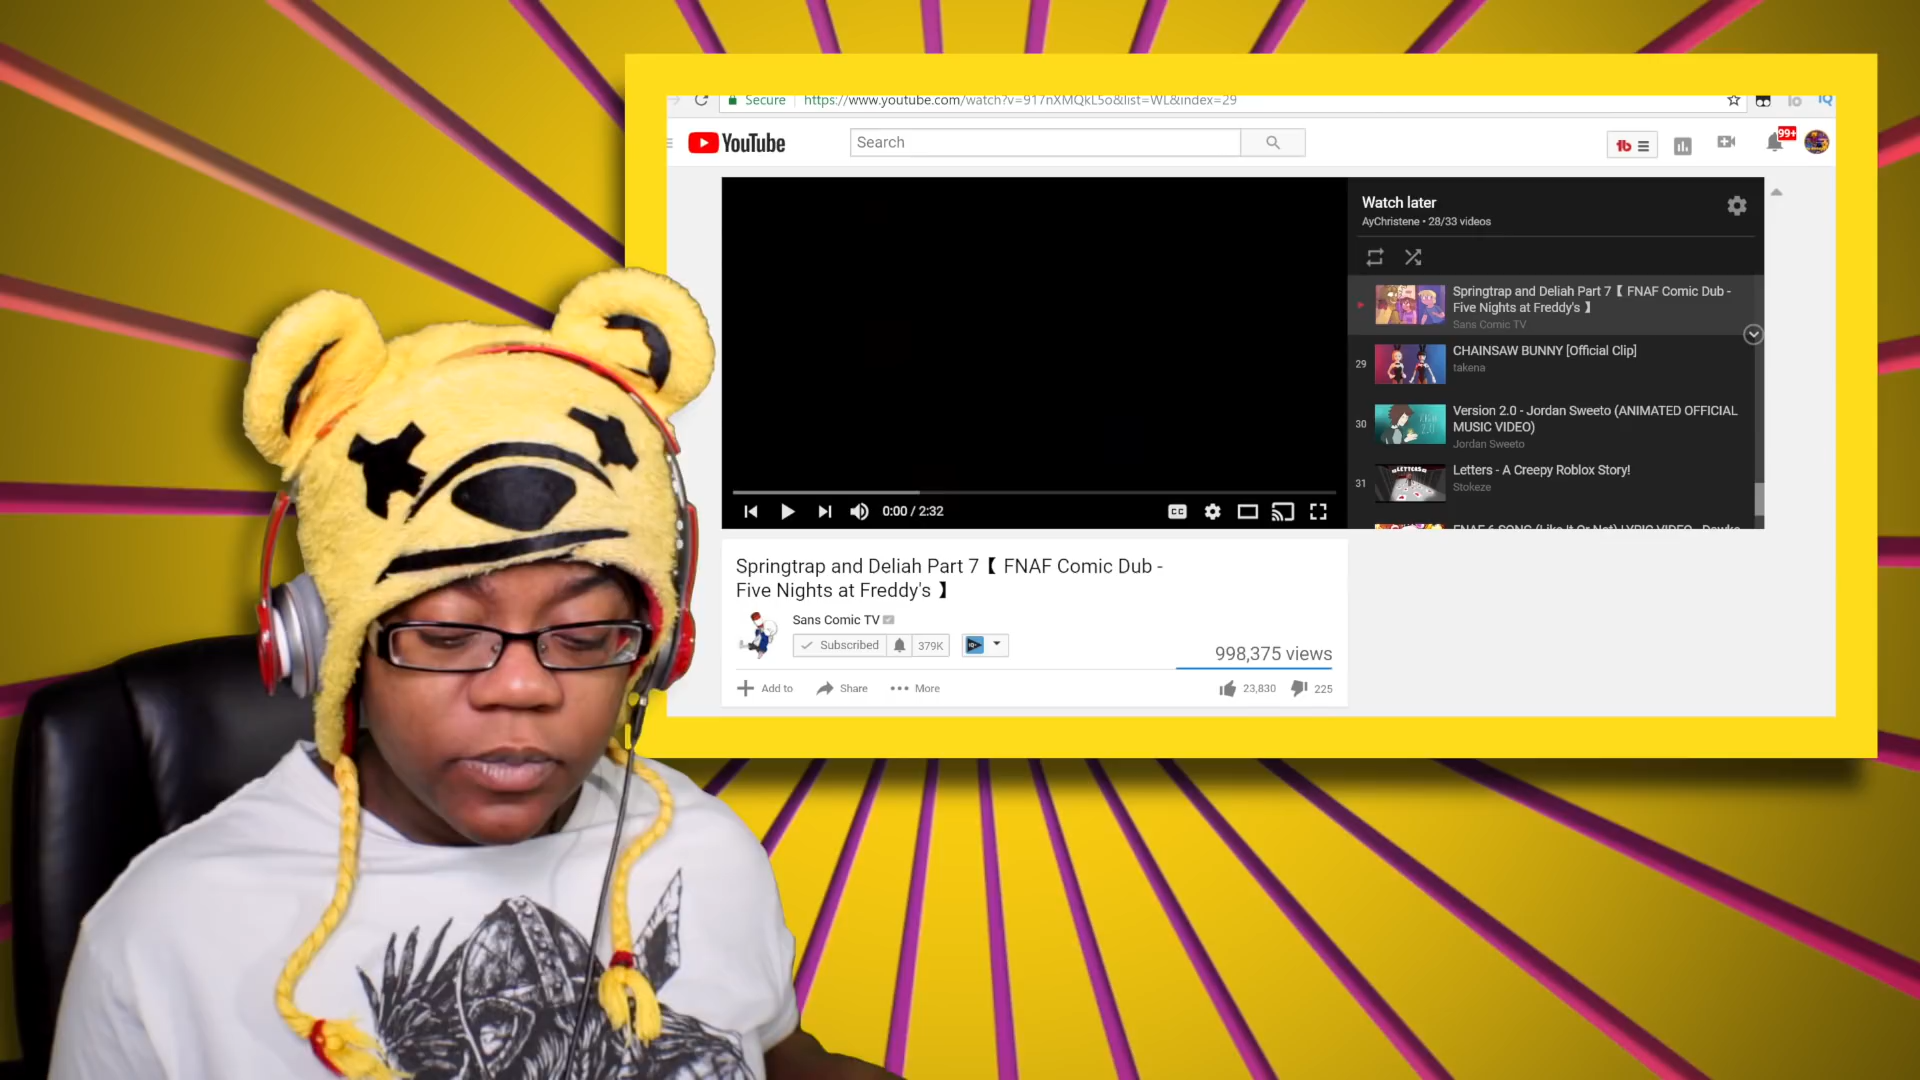 Secure https://www.youtube.com/watch?v=917nXMQkL5o&list=WL&index=29
YouTube
Search
99+
Watch later
AyChristene • 28/33 videos
Springtrap and Deliah Part 7【 FNAF Comic Dub -
Five Nights at Freddy's 】
Sans Comic TV
29
CHAINSAW BUNNY [Official Clip]
takena
30
Version 2.0 - Jordan Sweeto (ANIMATED OFFICIAL
MUSIC VIDEO)
Jordan Sweeto
31
Letters - A Creepy Roblox Story!
Stokeze
0:00 / 2:32
CC
Springtrap and Deliah Part 7【 FNAF Comic Dub -
Five Nights at Freddy's 】
Sans Comic TV
Subscribed 379K
998,375 views
Add to Share More
23,830 225